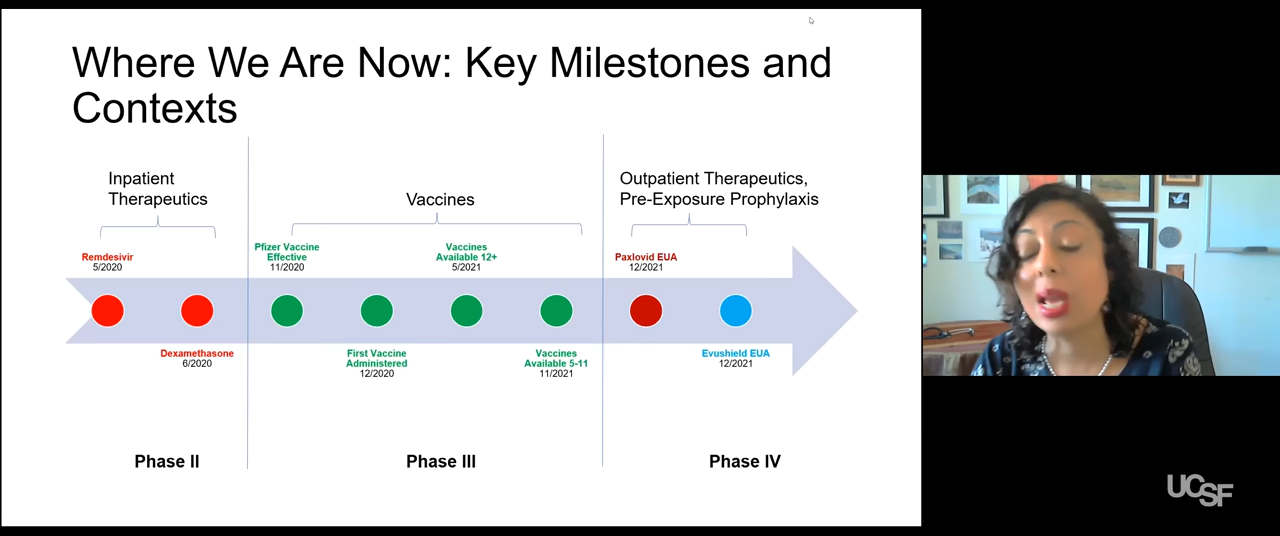 Where We Are Now: Key Milestones and
Contexts
Inpatient
Therapeutics
Vaccines
Outpatient Therapeutics,
Pre-Exposure Prophylaxis
Remdesivir
5/2020
Pfizer Vaccine
Effective
11/2020
Vaccines
Available 12+
5/2021
Paxlovid EUA
12/2021
Dexamethasone
6/2020
First Vaccine
Administered
12/2020
Vaccines
Available 5-11
11/2021
Evushield EUA
12/2021
Phase II
Phase III
Phase IV
UCSF